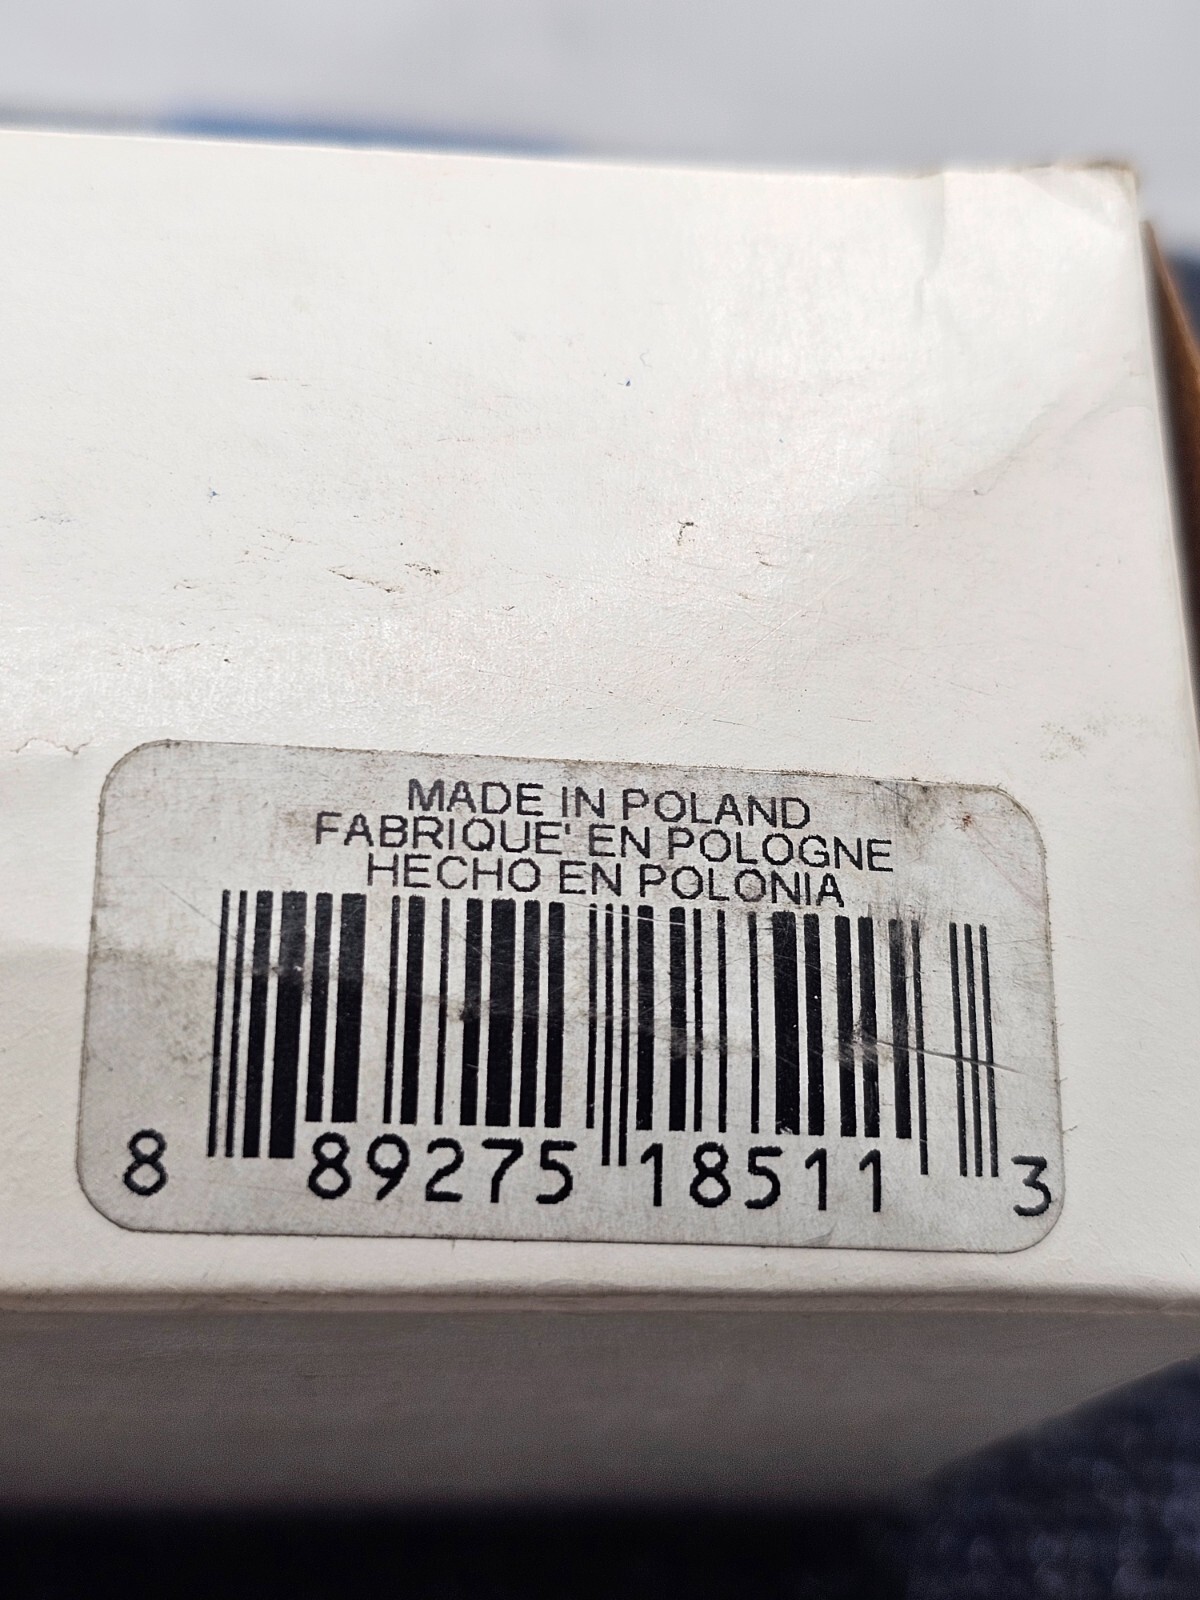 MADE IN POLAND
FABRIQUE' EN POLOGNE
HECHO EN POLONIA
8 89275 18511 3